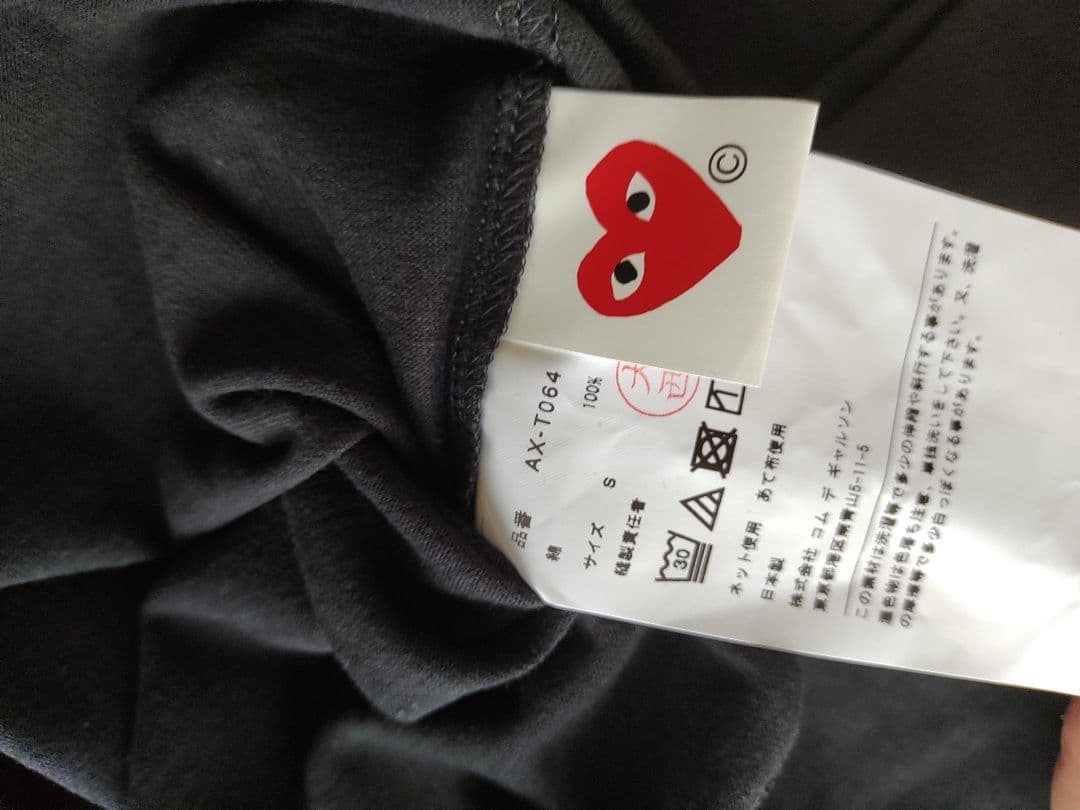 ©
品番 AX-T064
綿 100%
サイズ S
縫製責任者
30
ネット使用 あて布使用
日本製
株式会社 コム デ ギャルソン
東京都港区南青山5-11-5
この素材は洗濯等で多少の伸縮や斜行する事があります。
濃色物は色落ち注意、単独洗いをして下さい。又、洗濯
の摩擦等で多少白っぽくなる事があります。